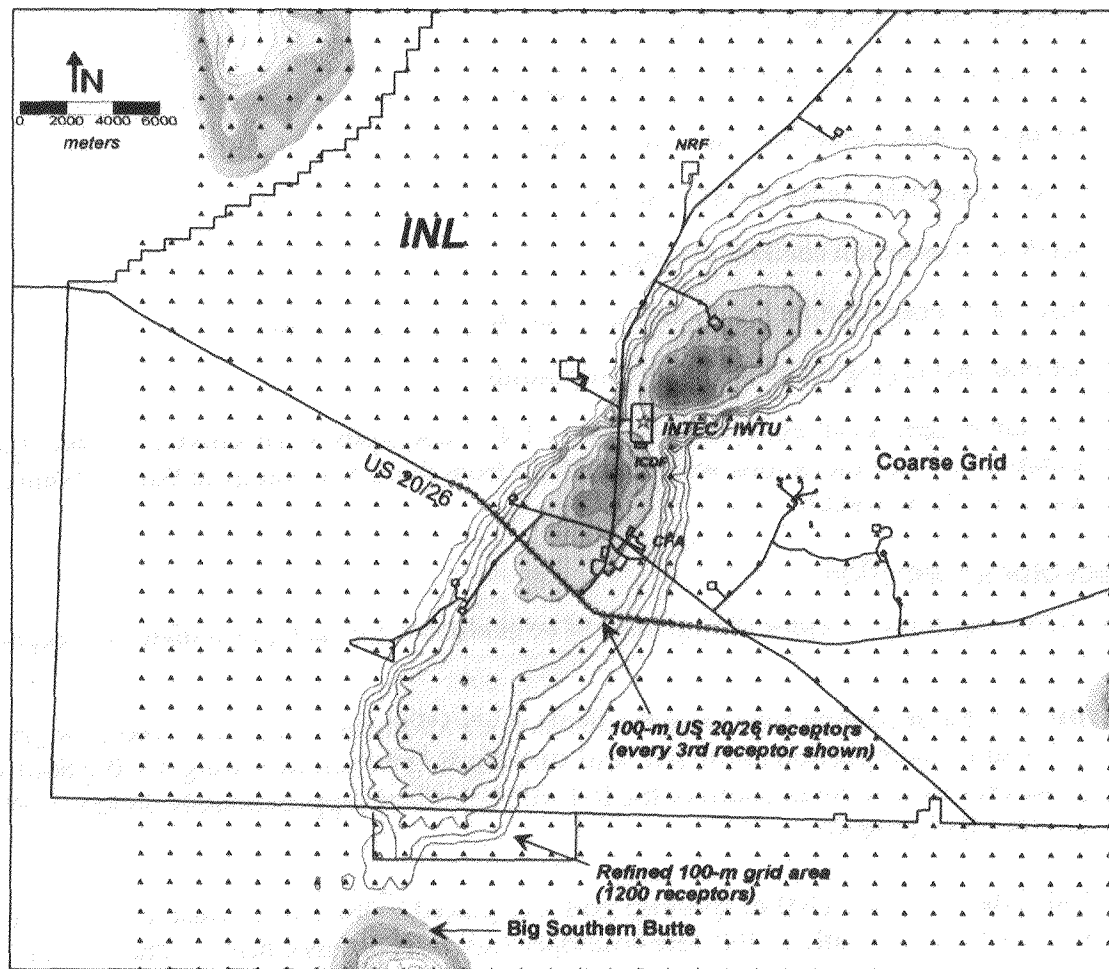 N
0 2000 4000 6000
meters
NRF
INL
INTEC / IWTU
ICDF
US 20/26
Coarse Grid
CFA
100-m US 20/26 receptors
(every 3rd receptor shown)
Refined 100-m grid area
(1200 receptors)
Big Southern Butte